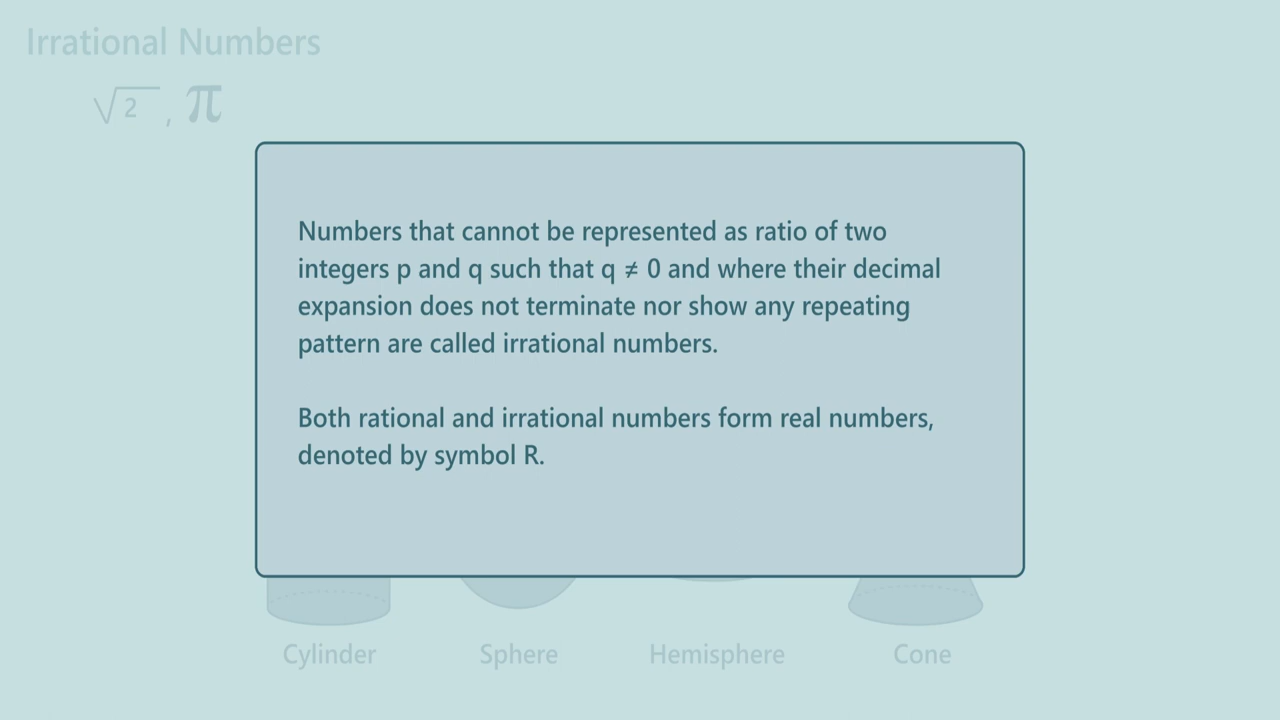 Irrational Numbers
√2 , π
Numbers that cannot be represented as ratio of two
integers p and q such that q ≠ 0 and where their decimal
expansion does not terminate nor show any repeating
pattern are called irrational numbers.
Both rational and irrational numbers form real numbers,
denoted by symbol R.
Cylinder Sphere Hemisphere Cone